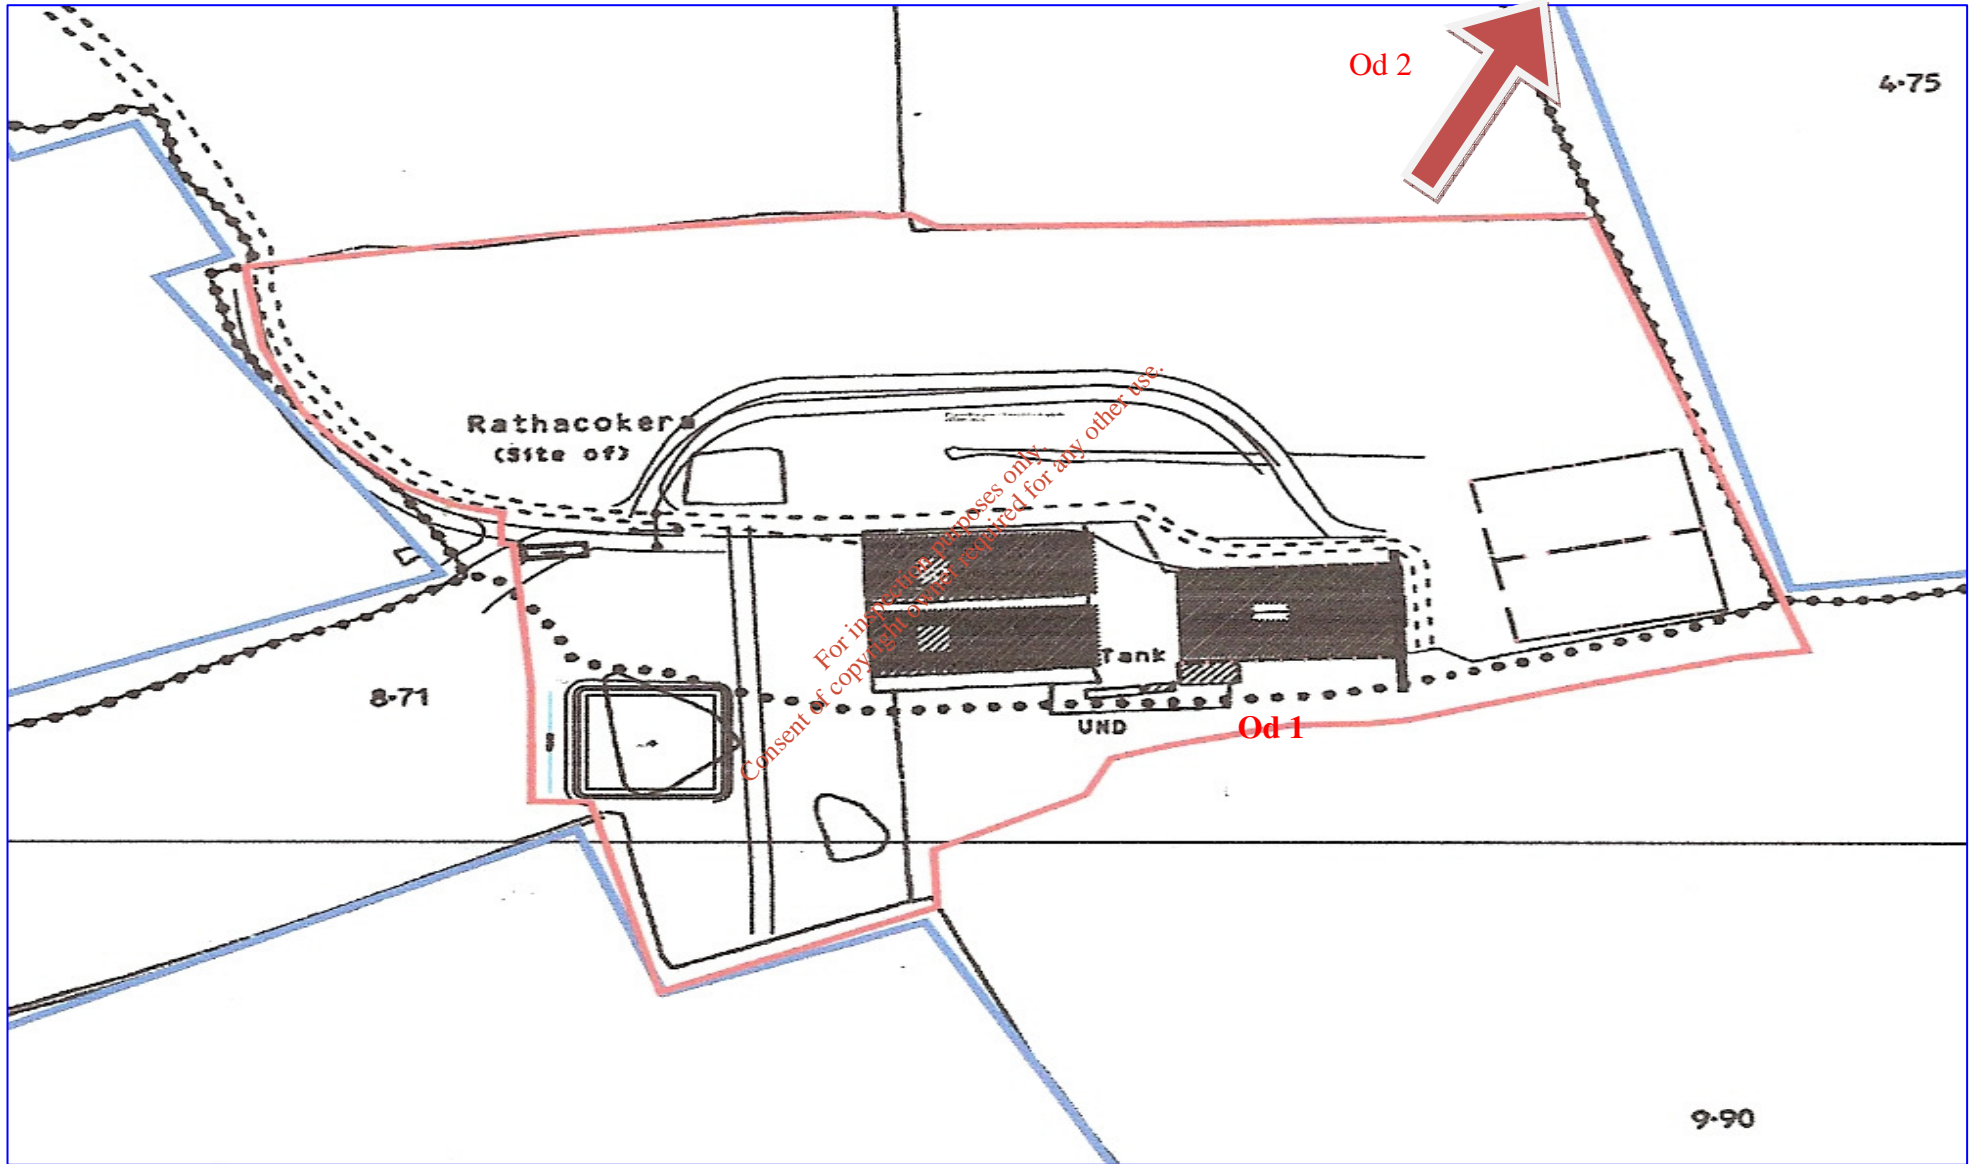 Od 2
4·75
Rathacokera
(Site of)
For inspection purposes only.
Consent of copyright owner required for any other use.
Tank
8·71
UND
Od 1
9·90